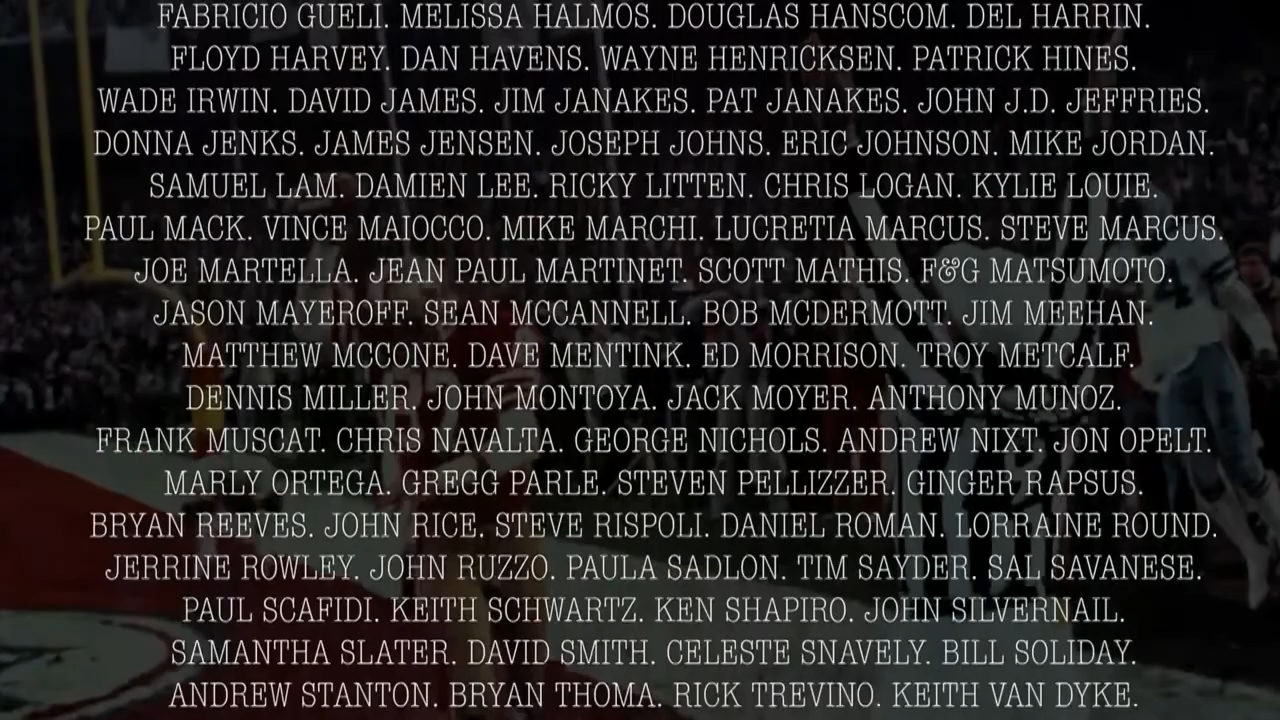 FABRICIO GUELI. MELISSA HALMOS. DOUGLAS HANSCOM. DEL HARRIN.
FLOYD HARVEY. DAN HAVENS. WAYNE HENRICKSEN. PATRICK HINES.
WADE IRWIN. DAVID JAMES. JIM JANAKES. PAT JANAKES. JOHN J.D. JEFFRIES.
DONNA JENKS. JAMES JENSEN. JOSEPH JOHNS. ERIC JOHNSON. MIKE JORDAN.
SAMUEL LAM. DAMIEN LEE. RICKY LITTEN. CHRIS LOGAN. KYLIE LOUIE.
PAUL MACK. VINCE MAIOCCO. MIKE MARCHI. LUCRETIA MARCUS. STEVE MARCUS.
JOE MARTELLA. JEAN PAUL MARTINET. SCOTT MATHIS. F&G MATSUMOTO.
JASON MAYEROFF. SEAN MCCANNELL. BOB MCDERMOTT. JIM MEEHAN.
MATTHEW MCCONE. DAVE MENTINK. ED MORRISON. TROY METCALF.
DENNIS MILLER. JOHN MONTOYA. JACK MOYER. ANTHONY MUNOZ.
FRANK MUSCAT. CHRIS NAVALTA. GEORGE NICHOLS. ANDREW NIXT. JON OPELT.
MARLY ORTEGA. GREGG PARLE. STEVEN PELLIZZER. GINGER RAPSUS.
BRYAN REEVES. JOHN RICE. STEVE RISPOLI. DANIEL ROMAN. LORRAINE ROUND.
JERRINE ROWLEY. JOHN RUZZO. PAULA SADLON. TIM SAYDER. SAL SAVANESE.
PAUL SCAFIDI. KEITH SCHWARTZ. KEN SHAPIRO. JOHN SILVERNAIL.
SAMANTHA SLATER. DAVID SMITH. CELESTE SNAVELY. BILL SOLIDAY.
ANDREW STANTON. BRYAN THOMA. RICK TREVINO. KEITH VAN DYKE.